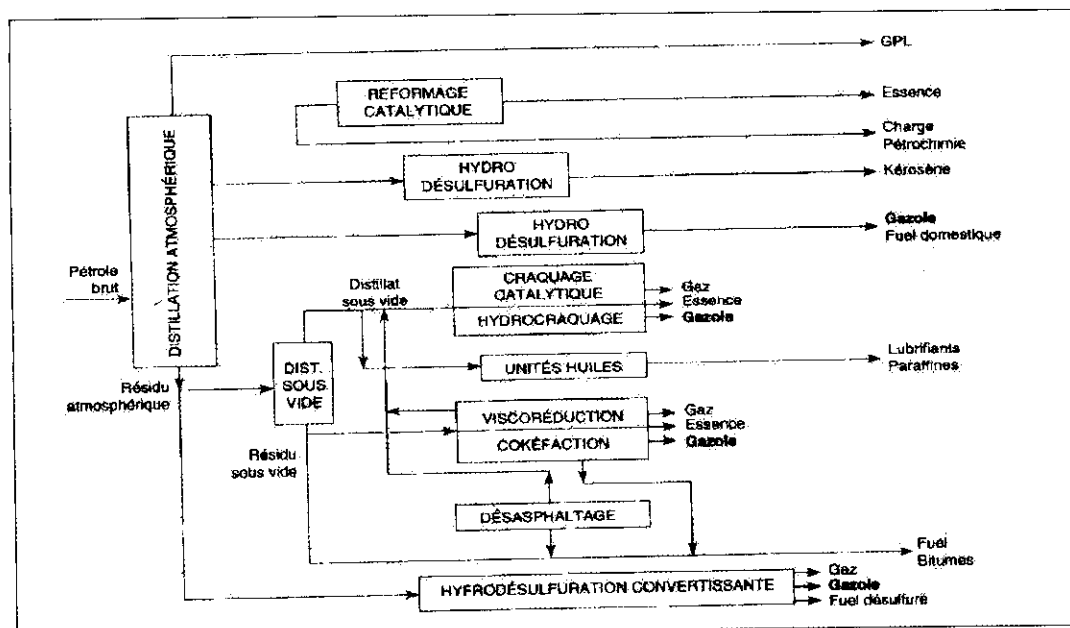 GPL
RÉFORMAGE
CATALYTIQUE
Essence
Charge
Pétrochimie
DISTILLATION ATMOSPHÉRIQUE
HYDRO
DÉSULFURATION
Kérosène
HYDRO
DÉSULFURATION
Gazole
Fuel domestique
Pétrole
brut
Distillat
sous vide
CRAQUAGE
CATALYTIQUE
HYDROCRAQUAGE
Gaz
Essence
Gazole
DIST.
SOUS
VIDE
UNITÉS HUILES
Lubrifiants
Paraffines
Résidu
atmosphérique
VISCORÉDUCTION
COKÉFACTION
Gaz
Essence
Gazole
Résidu
sous vide
DÉSASPHALTAGE
Fuel
Bitumes
HYFRODÉSULFURATION CONVERTISSANTE
Gaz
Gazole
Fuel désulfuré